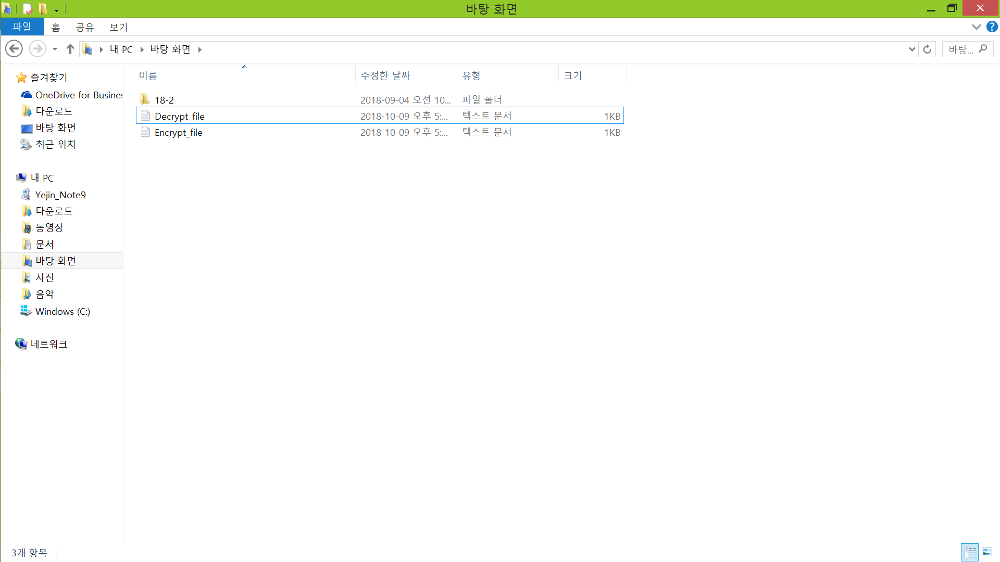 바탕 화면
파일 홈 공유 보기
내 PC 바탕 화면 바탕...
이름 수정한 날짜 유형 크기
18-2 2018-09-04 오전 10... 파일 폴더
Decrypt_file 2018-10-09 오후 5:... 텍스트 문서 1KB
Encrypt_file 2018-10-09 오후 5:... 텍스트 문서 1KB
즐겨찾기
OneDrive for Busines
다운로드
바탕 화면
최근 위치
내 PC
Yejin_Note9
다운로드
동영상
문서
바탕 화면
사진
음악
Windows (C:)
네트워크
3개 항목